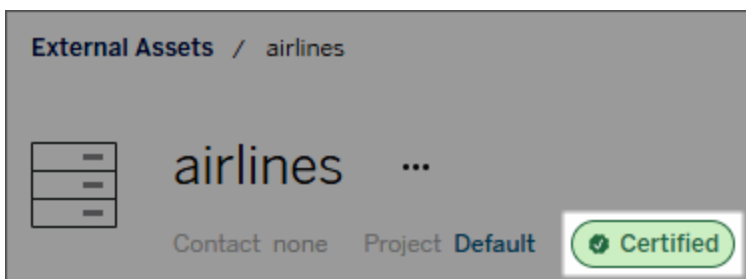 External Assets / airlines
airlines ...
Contact none Project Default Certified